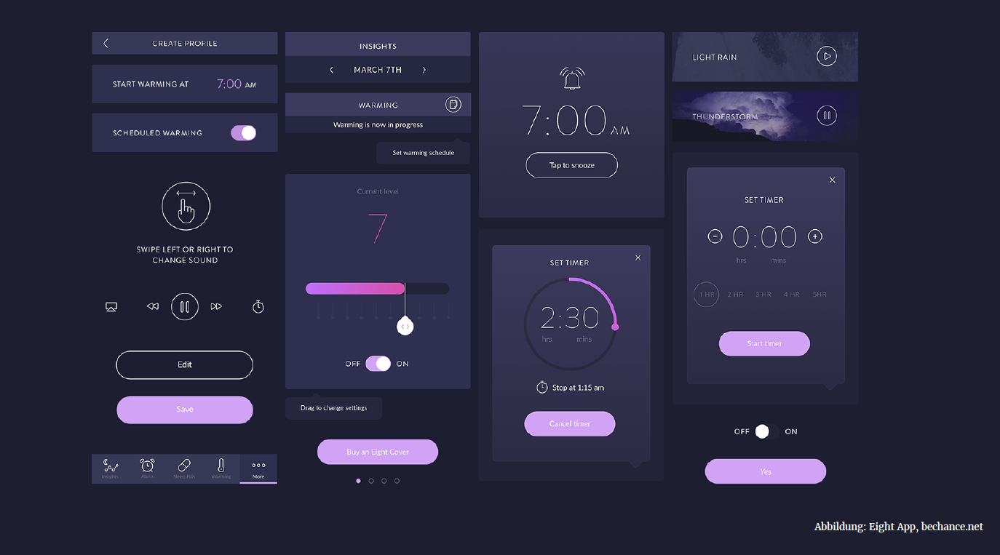 CREATE PROFILE
START WARMING AT 7:00 AM
SCHEDULED WARMING
SWIPE LEFT OR RIGHT TO
CHANGE SOUND
Edit
Save
Insights
Alarm
Sleep Pills
Warming
More
INSIGHTS
MARCH 7TH
WARMING
Warming is now in progress
Set warming schedule
Current level
7
OFF ON
Drag to change settings
Buy an Eight Cover
7:00 AM
Tap to snooze
SET TIMER
2:30
hrs mins
Stop at 1:15 am
Cancel timer
LIGHT RAIN
THUNDERSTORM
SET TIMER
0:00
hrs mins
1 HR 2 HR 3 HR 4 HR 5HR
Start timer
OFF ON
Yes
Abbildung: Eight App, bechance.net